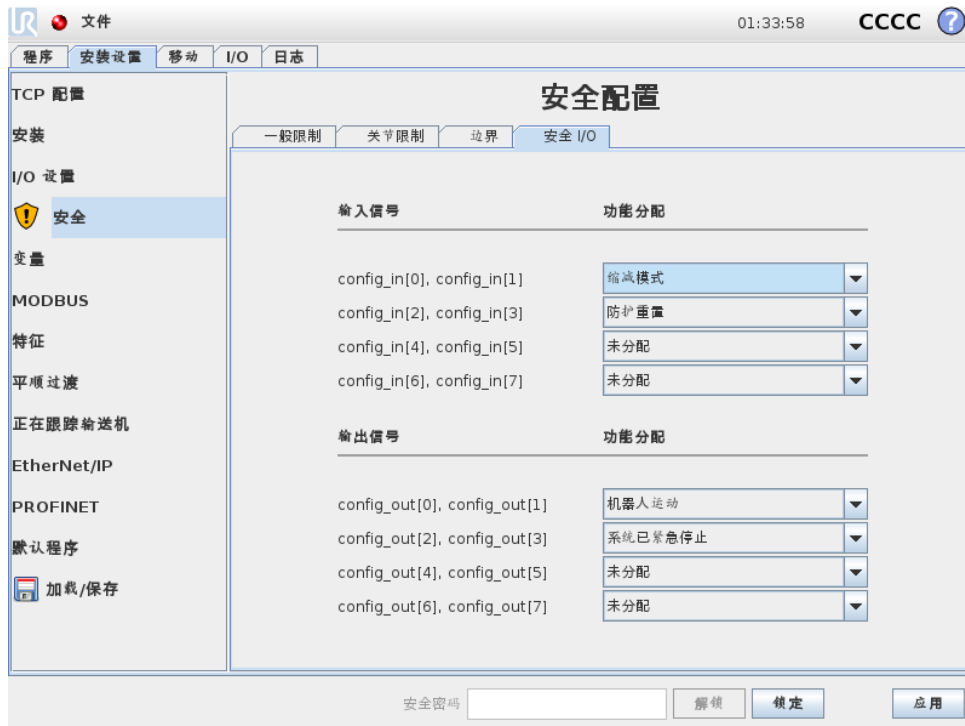 UR 文件 01:33:58 CCCC ?
程序 安装设置 移动 I/O 日志
TCP 配置
安装
I/O 设置
安全
变量
MODBUS
特征
平顺过渡
正在跟踪输送机
EtherNet/IP
PROFINET
默认程序
加载/保存
安全配置
一般限制 关节限制 边界 安全 I/O
输入信号 功能分配
config_in[0], config_in[1] 缩减模式
config_in[2], config_in[3] 防护重置
config_in[4], config_in[5] 未分配
config_in[6], config_in[7] 未分配
输出信号 功能分配
config_out[0], config_out[1] 机器人运动
config_out[2], config_out[3] 系统已紧急停止
config_out[4], config_out[5] 未分配
config_out[6], config_out[7] 未分配
安全密码 解锁 锁定 应用